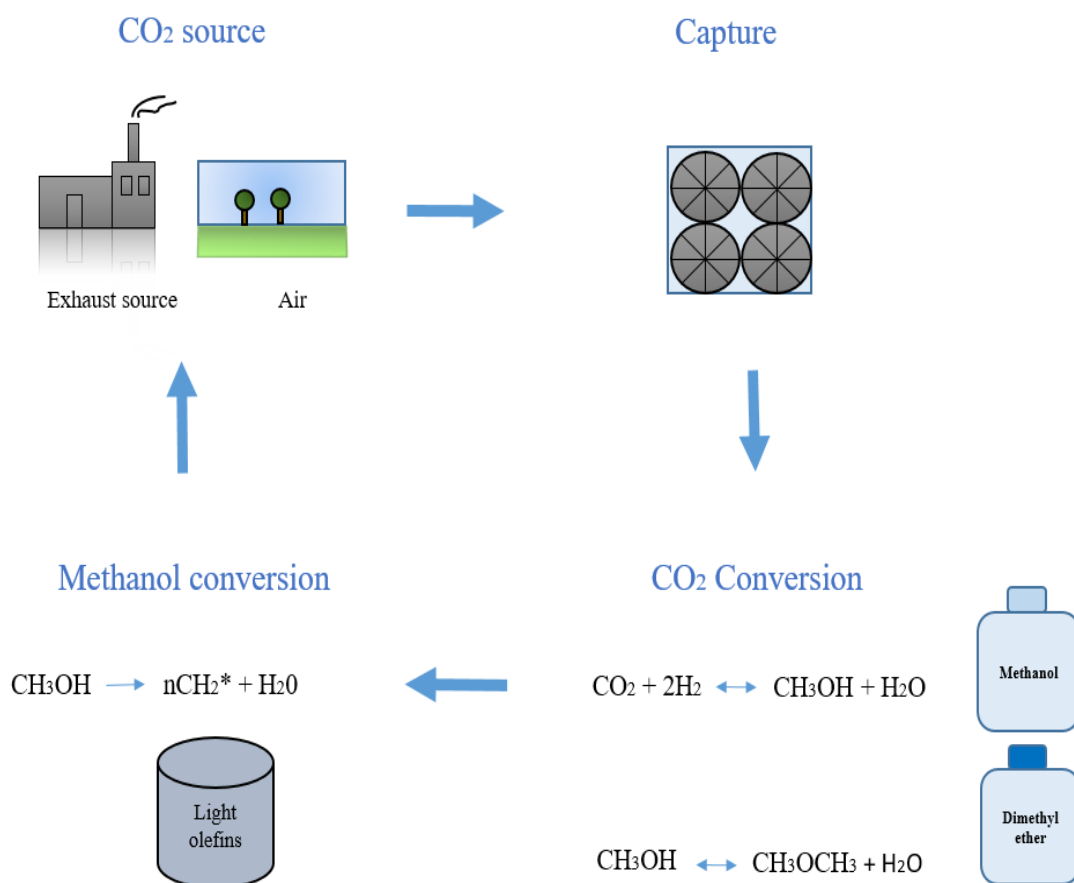 CO₂ source
Capture
Exhaust source
Air
Methanol conversion
CO₂ Conversion
CH₃OH → nCH₂* + H₂0
CO₂ + 2H₂ ↔ CH₃OH + H₂O
Methanol
Light
olefins
Dimethyl
ether
CH₃OH ↔ CH₃OCH₃ + H₂O